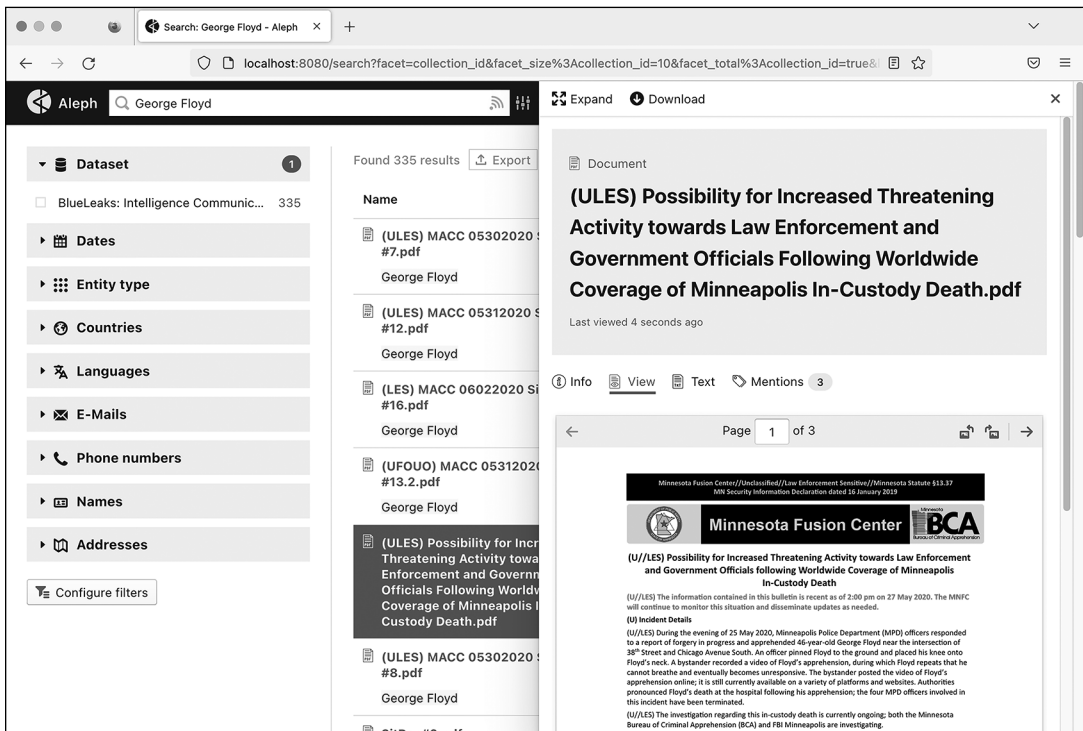 Search: George Floyd - Aleph
localhost:8080/search?facet=collection_id&facet_size%3Acollection_id=10&facet_total%3Acollection_id=true&
Aleph
George Floyd
Dataset 1
BlueLeaks: Intelligence Communic... 335
Dates
Entity type
Countries
Languages
E-Mails
Phone numbers
Names
Addresses
Configure filters
Found 335 results Export
Name
(ULES) MACC 05302020 S
#7.pdf
George Floyd
(ULES) MACC 05312020 S
#12.pdf
George Floyd
(LES) MACC 06022020 Si
#16.pdf
George Floyd
(UFOUO) MACC 05312020
#13.2.pdf
George Floyd
(ULES) Possibility for Incr
Threatening Activity towa
Enforcement and Governm
Officials Following Worldw
Coverage of Minneapolis I
Custody Death.pdf
(ULES) MACC 05302020 S
#8.pdf
George Floyd
Expand Download
Document
(ULES) Possibility for Increased Threatening
Activity towards Law Enforcement and
Government Officials Following Worldwide
Coverage of Minneapolis In-Custody Death.pdf
Last viewed 4 seconds ago
Info View Text Mentions 3
Page 1 of 3
Minnesota Fusion Center//Unclassified//Law Enforcement Sensitive//Minnesota Statute §13.37
MN Security Information Declaration dated 16 January 2019
Minnesota Fusion Center
Minnesota
BCA
Bureau of Criminal Apprehension
(U//LES) Possibility for Increased Threatening Activity towards Law Enforcement
and Government Officials following Worldwide Coverage of Minneapolis
In-Custody Death
(U//LES) The information contained in this bulletin is recent as of 2:00 pm on 27 May 2020. The MNFC
will continue to monitor this situation and disseminate updates as needed.
(U) Incident Details
(U//LES) During the evening of 25 May 2020, Minneapolis Police Department (MPD) officers responded
to a report of forgery in progress and apprehended 46-year-old George Floyd near the intersection of
38th Street and Chicago Avenue South. An officer pinned Floyd to the ground and placed his knee onto
Floyd's neck. A bystander recorded a video of Floyd's apprehension, during which Floyd repeats that he
cannot breathe and eventually becomes unresponsive. The bystander posted the video of Floyd's
apprehension online; it is still currently available on a variety of platforms and websites. Authorities
pronounced Floyd's death at the hospital following his apprehension; the four MPD officers involved in
this incident have been terminated.
(U//LES) The investigation regarding this in-custody death is currently ongoing; both the Minnesota
Bureau of Criminal Apprehension (BCA) and FBI Minneapolis are investigating.